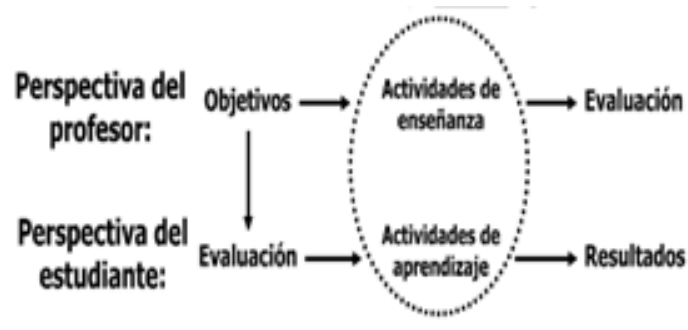 Perspectiva del
profesor:
Objetivos
Actividades de
enseñanza
Evaluación
Perspectiva del
estudiante:
Evaluación
Actividades de
aprendizaje
Resultados